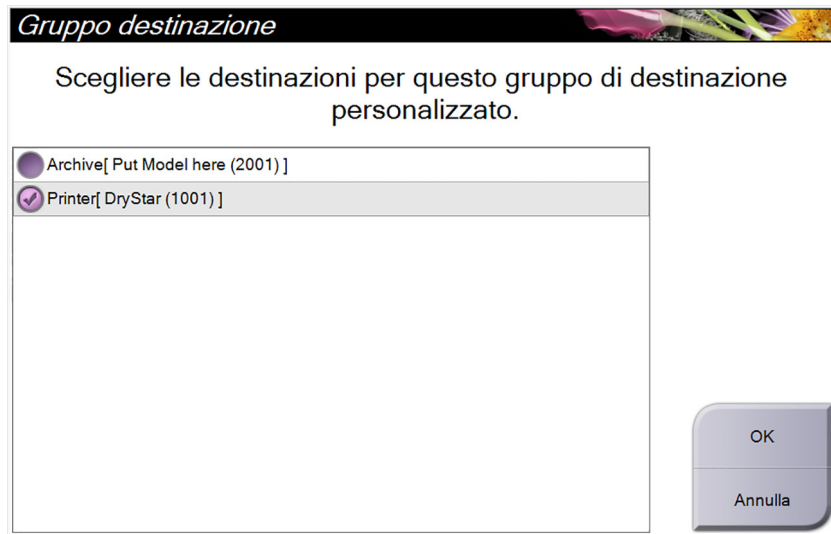 Gruppo destinazione
Scegliere le destinazioni per questo gruppo di destinazione
personalizzato.
Archive[ Put Model here (2001) ]
Printer[ DryStar (1001) ]
OK
Annulla